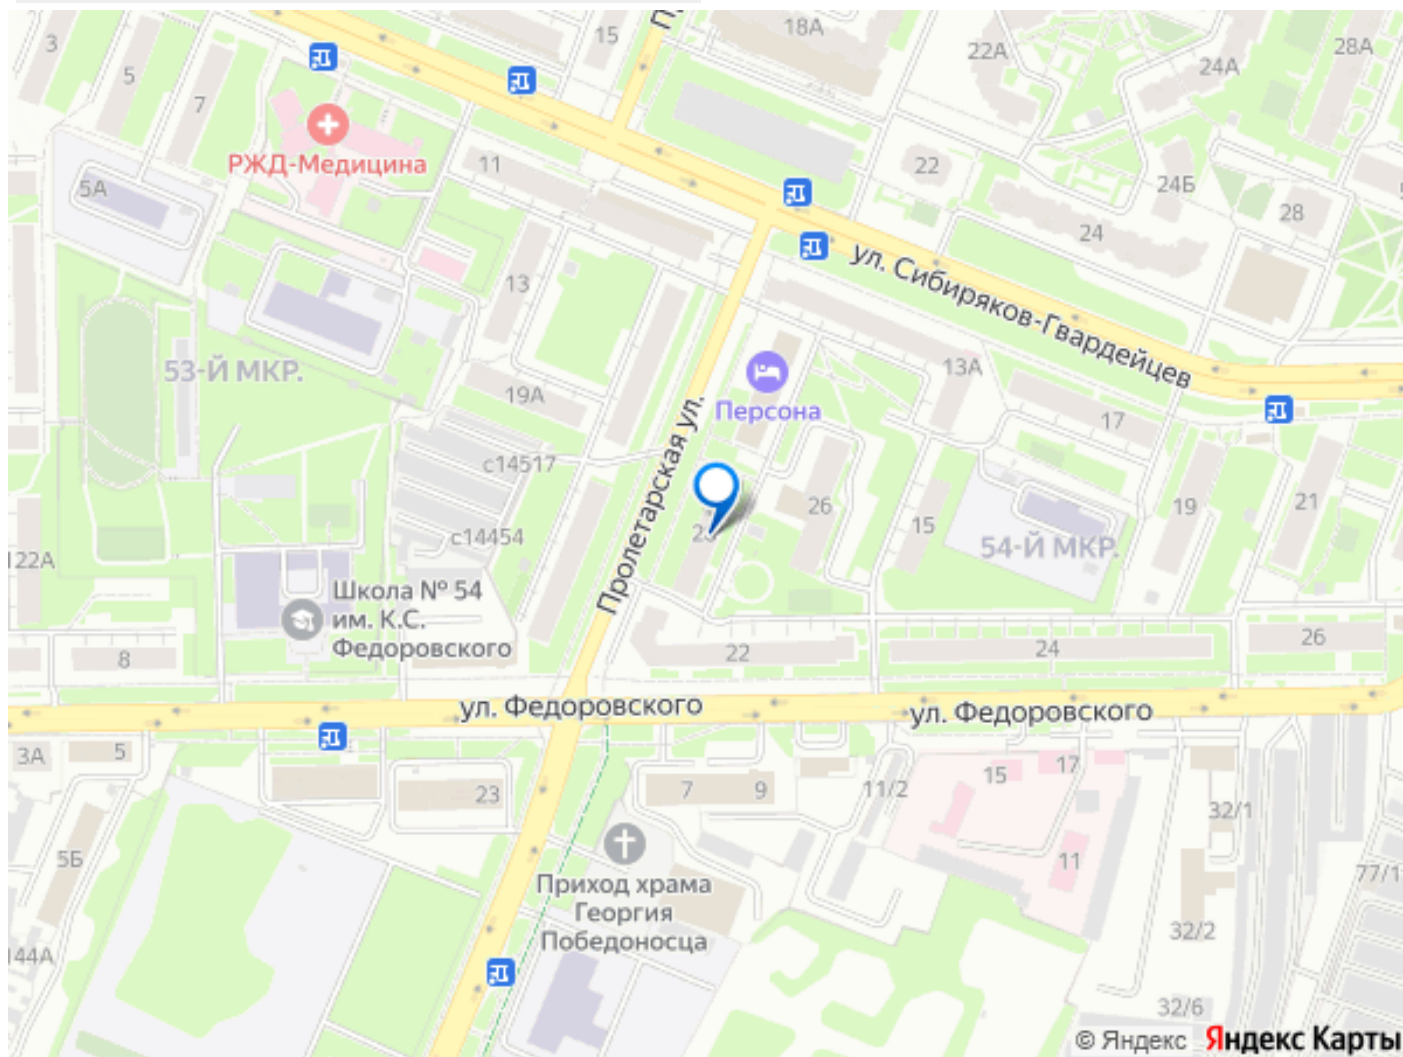 3
5
7
15
18А
22А
24А
28А
РЖД-Медицина
11
5А
22
24Б
28
24
ул. Сибиряков-Гвардейцев
13
53-Й МКР.
19А
Персона
13А
17
Пролетарская ул.
с14517
с14454
26
15
19
21
54-Й МКР.
122А
Школа № 54
им. К.С.
Федоровского
8
22
24
26
ул. Федоровского
ул. Федоровского
3А
5
23
7
9
11/2
15
17
32/1
5Б
11
77/1
Приход храма
Георгия
Победоносца
144А
32/2
32/6
© Яндекс Яндекс Карты